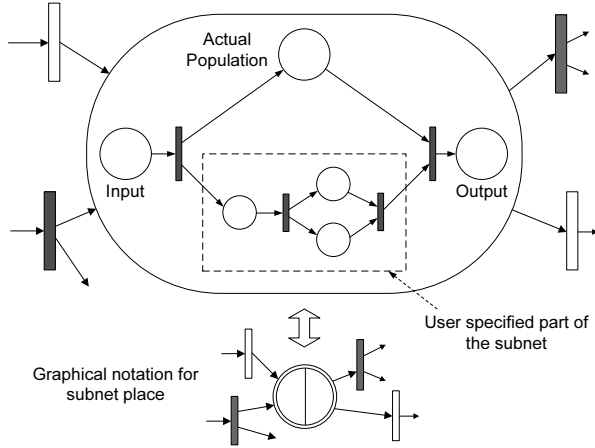 Actual
Population
Input
Output
User specified part of
the subnet
Graphical notation for
subnet place